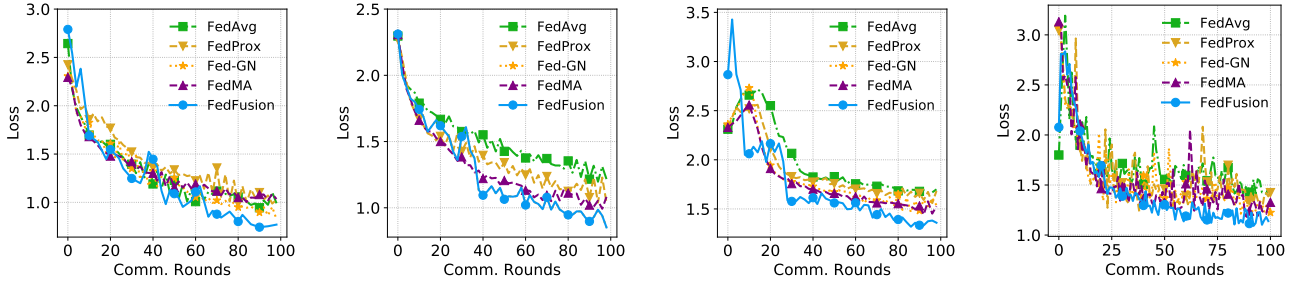 3.0
2.5
2.0
1.5
1.0
Loss
0 20 40 60 80 100
Comm. Rounds
FedAvg
FedProx
Fed-GN
FedMA
FedFusion
2.5
2.0
1.5
1.0
Loss
0 20 40 60 80 100
Comm. Rounds
FedAvg
FedProx
Fed-GN
FedMA
FedFusion
3.5
3.0
2.5
2.0
1.5
Loss
0 20 40 60 80 100
Comm. Rounds
FedAvg
FedProx
Fed-GN
FedMA
FedFusion
3.0
2.5
2.0
1.5
1.0
Loss
0 25 50 75 100
Comm. Rounds
FedAvg
FedProx
Fed-GN
FedMA
FedFusion